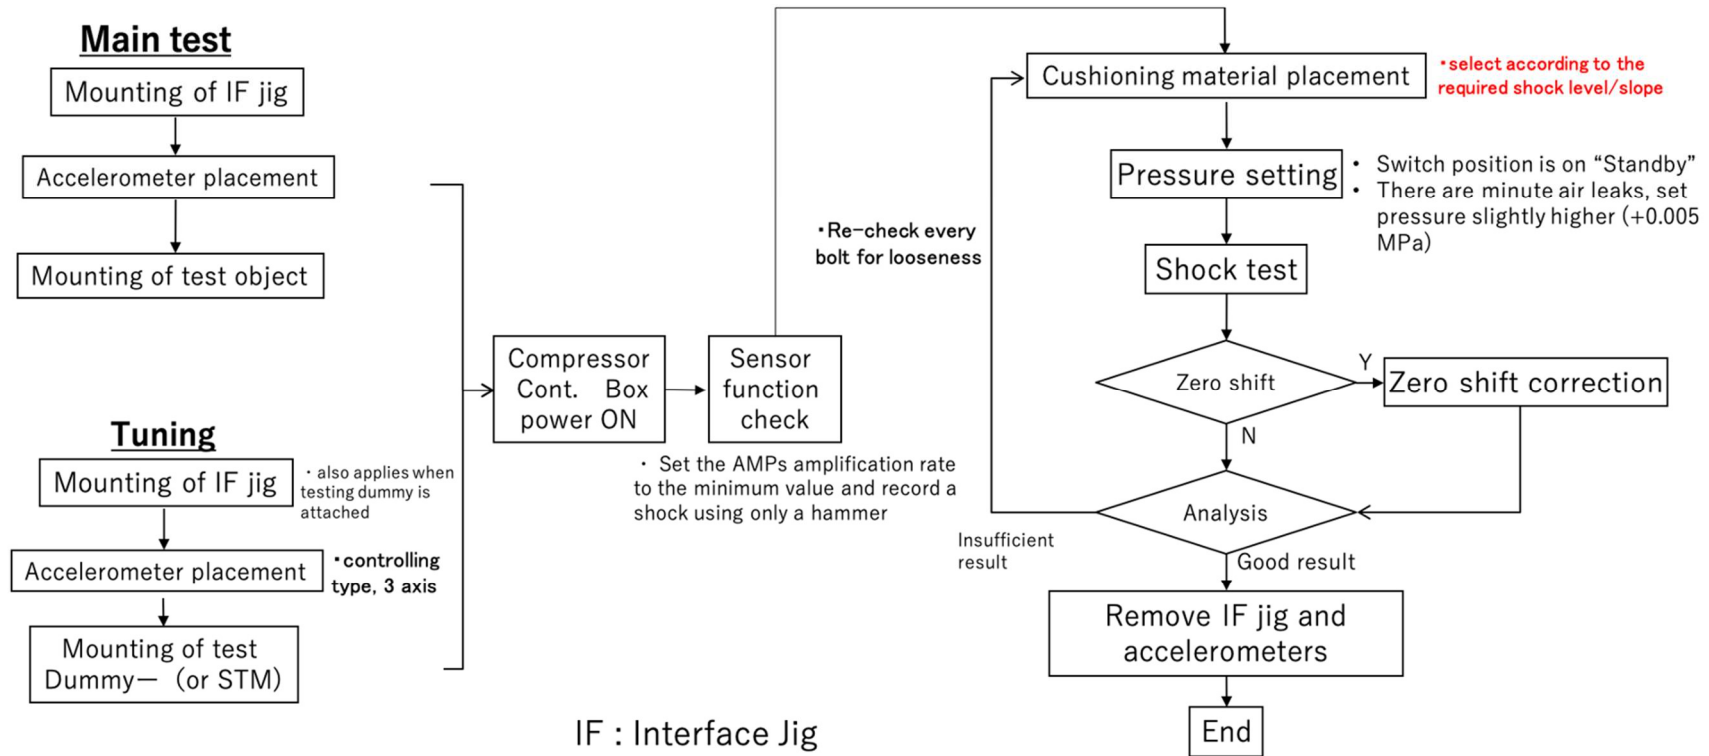 Main test
Mounting of IF jig
Accelerometer placement
Mounting of test object
Tuning
Mounting of IF jig
・also applies when
testing dummy is
attached
Accelerometer placement
・controlling
type, 3 axis
Mounting of test
Dummy— (or STM)
Compressor
Cont. Box
power ON
Sensor
function
check
・ Set the AMPs amplification rate
to the minimum value and record a
shock using only a hammer
Cushioning material placement
・select according to the
required shock level/slope
Pressure setting
• Switch position is on “Standby”
• There are minute air leaks, set
pressure slightly higher (+0.005
MPa)
・Re-check every
bolt for looseness
Shock test
Zero shift
Y
Zero shift correction
N
Analysis
Insufficient
result
Good result
Remove IF jig and
accelerometers
End
IF : Interface Jig